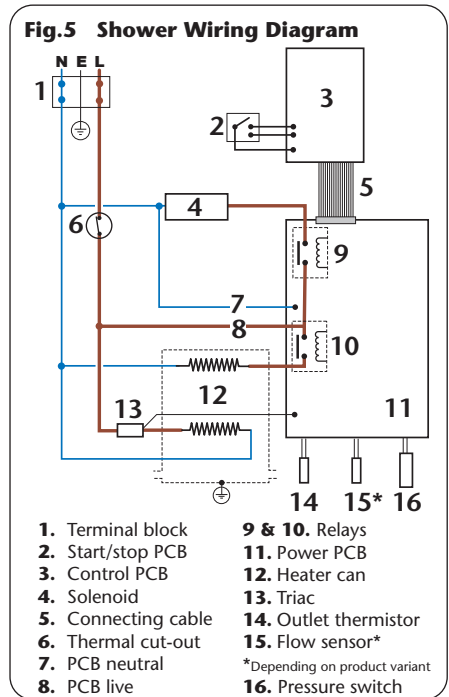 Fig.5 Shower Wiring Diagram
N E L
1
3
2
5
4
6
9
7
8
10
12
13
11
14 15* 16
1. Terminal block
2. Start/stop PCB
3. Control PCB
4. Solenoid
5. Connecting cable
6. Thermal cut-out
7. PCB neutral
8. PCB live
9 & 10. Relays
11. Power PCB
12. Heater can
13. Triac
14. Outlet thermistor
15. Flow sensor*
*Depending on product variant
16. Pressure switch